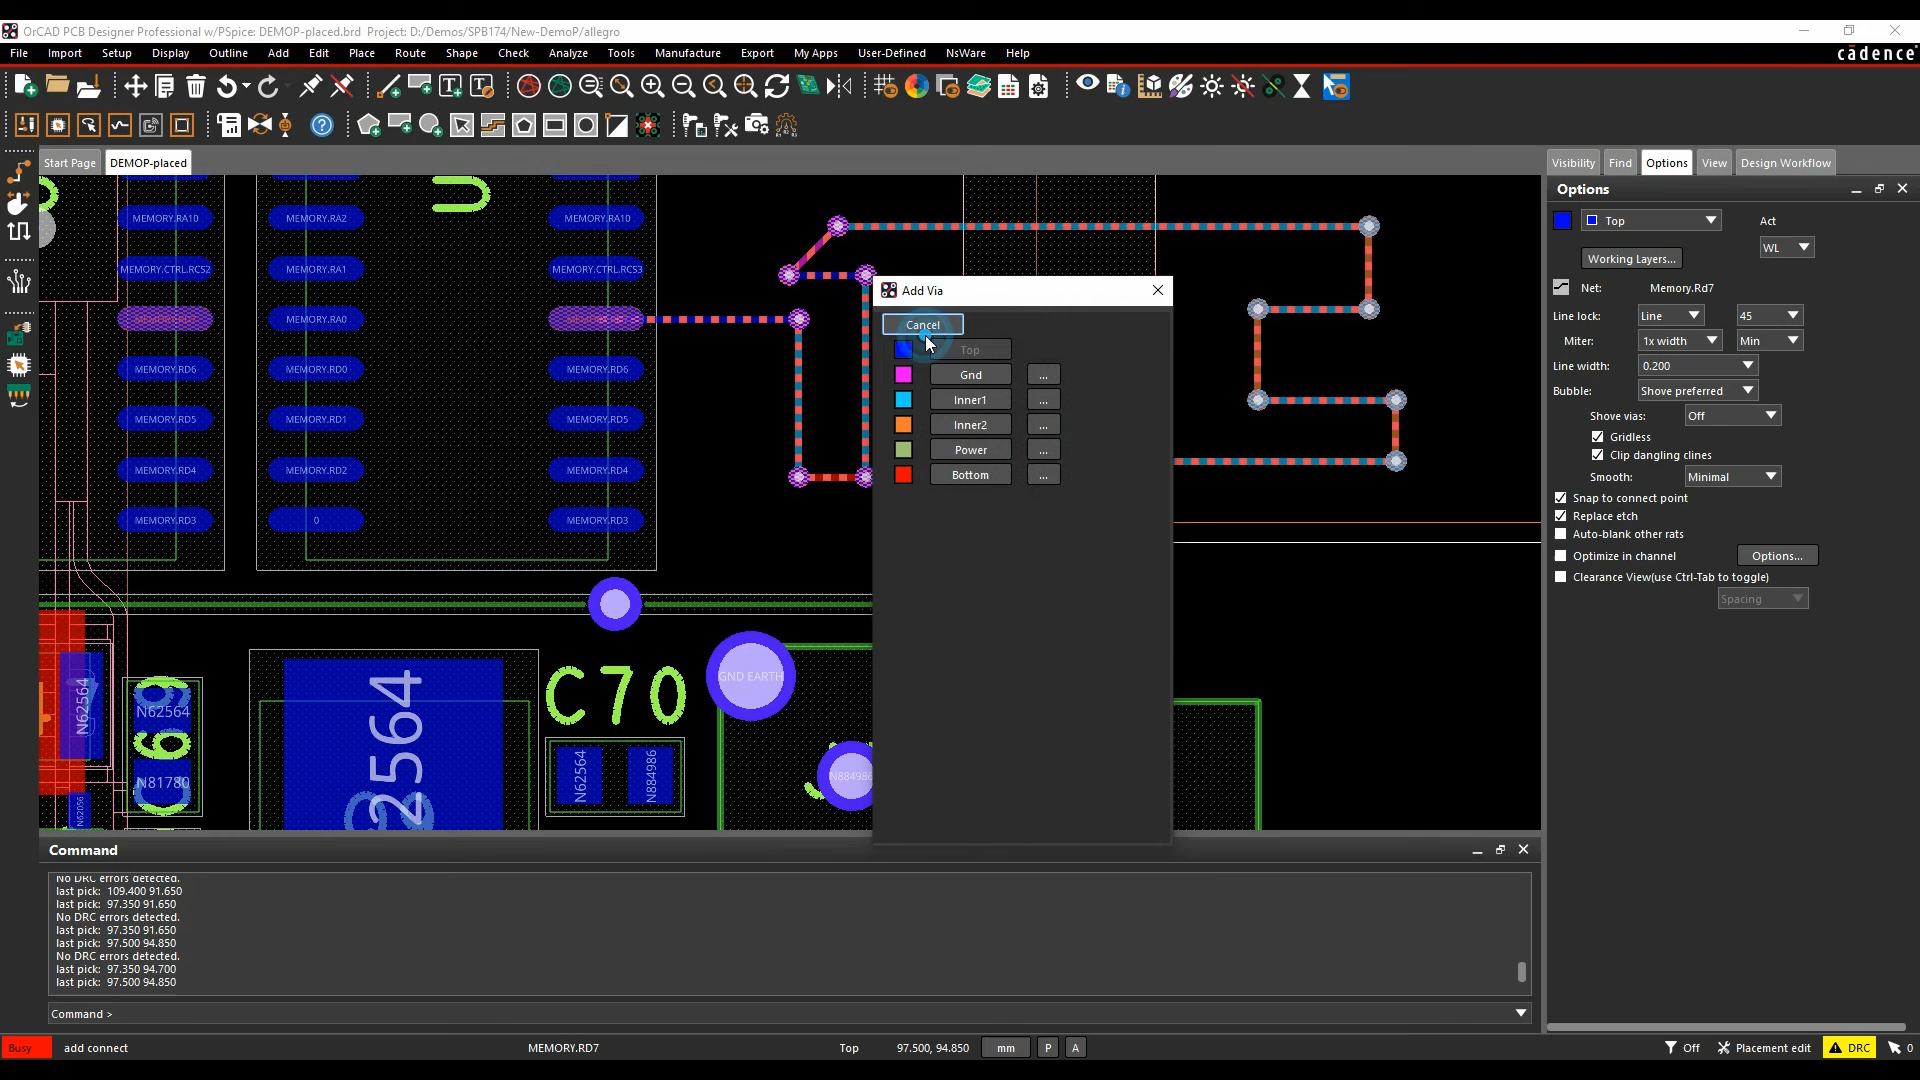 OrCAD PCB Designer Professional w/PSpice: DEMOP-placed.brd  Project: D:/Demos/SPB174/New-DemoP/allegro
File Import Setup Display Outline Add Edit Place Route Shape Check Analyze Tools Manufacture Export My Apps User-Defined NsWare Help
cādence
Start Page DEMOP-placed
Visibility Find Options View Design Workflow
Options
Top
Act
WL
Working Layers...
Net: Memory.Rd7
Line lock: Line 45
Miter: 1x width Min
Line width: 0.200
Bubble: Shove preferred
Shove vias: Off
Gridless
Clip dangling clines
Smooth: Minimal
Snap to connect point
Replace etch
Auto-blank other rats
Optimize in channel Options...
Clearance View(use Ctrl-Tab to toggle)
Spacing
MEMORY.RA10 MEMORY.RA2 MEMORY.RA10
MEMORY.CTRL.RCS2 MEMORY.RA1 MEMORY.CTRL.RCS3
MEMORY.RA0
MEMORY.RD6 MEMORY.RD0 MEMORY.RD6
MEMORY.RD5 MEMORY.RD1 MEMORY.RD5
MEMORY.RD4 MEMORY.RD2 MEMORY.RD4
MEMORY.RD3 0 MEMORY.RD3
Add Via
Cancel
Top
Gnd ...
Inner1 ...
Inner2 ...
Power ...
Bottom ...
C70
GND EARTH
N62564
N62564
N81780
N62056
2564
N62564
N884986
N884986
Command
No DRC errors detected.
last pick:  109.400 91.650
last pick:  97.350 91.650
No DRC errors detected.
last pick:  97.350 91.650
last pick:  97.500 94.850
No DRC errors detected.
last pick:  97.350 94.700
last pick:  97.500 94.850
Command >
Busy add connect MEMORY.RD7 Top 97.500, 94.850 mm P A Off Placement edit DRC 0